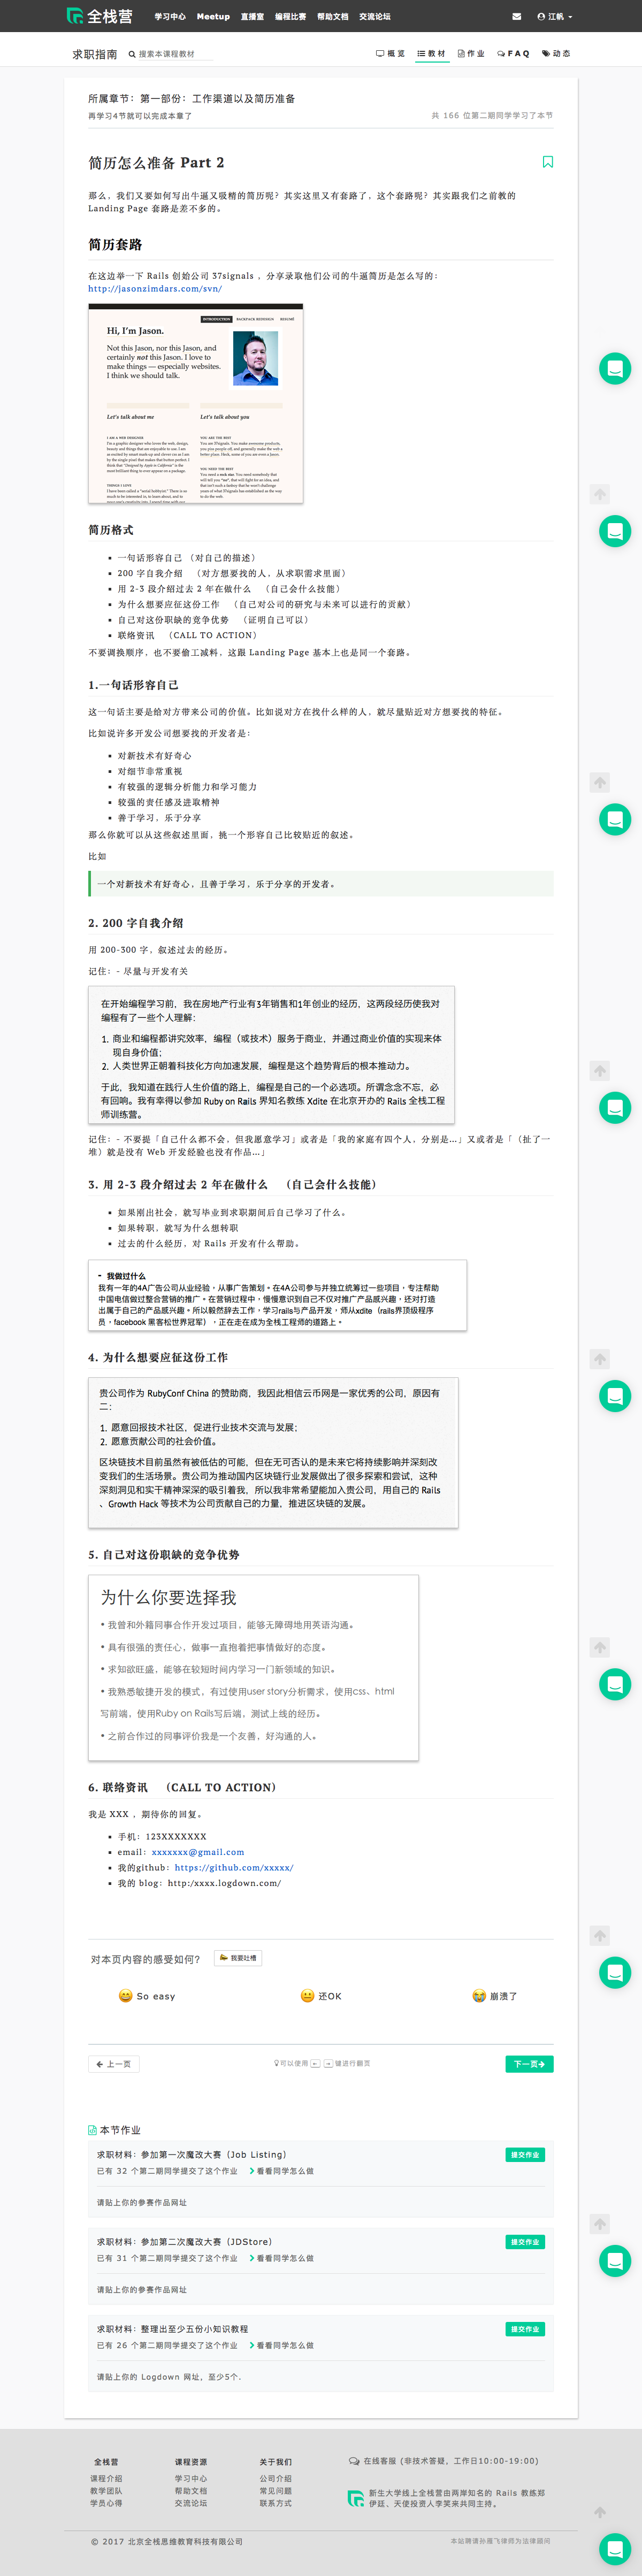 全栈营
学习中心 Meetup 直播室 编程比赛 帮助文档 交流论坛
江帆
求职指南 搜索本课程教材
概览 教材 作业 FAQ 动态
所属章节：第一部份：工作渠道以及简历准备
再学习4节就可以完成本章了
共 166 位第二期同学学习了本节
简历怎么准备 Part 2
那么，我们又要如何写出牛逼又吸精的简历呢？其实这里又有套路了，这个套路呢？其实跟我们之前教的
Landing Page 套路是差不多的。
简历套路
在这边举一下 Rails 创始公司 37signals ，分享录取他们公司的牛逼简历是怎么写的：
http://jasonzimdars.com/svn/
INTRODUCTION BACKPACK REDESIGN RESUMÉ
Hi, I'm Jason.
Not this Jason, nor this Jason, and
certainly not this Jason. I love to
make things — especially websites.
I think we should talk.
Let's talk about me
Let's talk about you
I AM A WEB DESIGNER
YOU ARE THE BEST
THINGS I LOVE
YOU NEED THE BEST
简历格式
一句话形容自己 （对自己的描述）
200 字自我介绍 （对方想要找的人，从求职需求里面）
用 2-3 段介绍过去 2 年在做什么 （自己会什么技能）
为什么想要应征这份工作 （自己对公司的研究与未来可以进行的贡献）
自己对这份职缺的竞争优势 （证明自己可以）
联络资讯 （CALL TO ACTION）
不要调换顺序，也不要偷工减料，这跟 Landing Page 基本上也是同一个套路。
1.一句话形容自己
这一句话主要是给对方带来公司的价值。比如说对方在找什么样的人，就尽量贴近对方想要找的特征。
比如说许多开发公司想要找的开发者是：
对新技术有好奇心
对细节非常重视
有较强的逻辑分析能力和学习能力
较强的责任感及进取精神
善于学习，乐于分享
那么你就可以从这些叙述里面，挑一个形容自己比较贴近的叙述。
比如
一个对新技术有好奇心，且善于学习，乐于分享的开发者。
2. 200 字自我介绍
用 200-300 字，叙述过去的经历。
记住：- 尽量与开发有关
在开始编程学习前，我在房地产行业有3年销售和1年创业的经历，这两段经历使我对
编程有了一些个人理解：
1. 商业和编程都讲究效率，编程（或技术）服务于商业，并通过商业价值的实现来体
现自身价值；
2. 人类世界正朝着科技化方向加速发展，编程是这个趋势背后的根本推动力。
于此，我知道在践行人生价值的路上，编程是自己的一个必选项。所谓念念不忘，必
有回响。我有幸得以参加 Ruby on Rails 界知名教练 Xdite 在北京开办的 Rails 全栈工程
师训练营。
记住：- 不要提「自己什么都不会，但我愿意学习」或者是「我的家庭有四个人，分别是...」又或者是「（扯了一
堆）就是没有 Web 开发经验也没有作品...」
3. 用 2-3 段介绍过去 2 年在做什么 （自己会什么技能）
如果刚出社会，就写毕业到求职期间后自己学习了什么。
如果转职，就写为什么想转职
过去的什么经历，对 Rails 开发有什么帮助。
- 我做过什么
我有一年的4A广告公司从业经验，从事广告策划。在4A公司参与并独立统筹过一些项目，专注帮助
中国电信做过整合营销的推广。在营销过程中，慢慢意识到自己不仅对推广产品感兴趣，还对打造
出属于自己的产品感兴趣。所以毅然辞去工作，学习rails与产品开发，师从xdite（rails界顶级程序
员，facebook 黑客松世界冠军），正在走在成为全栈工程师的道路上。
4. 为什么想要应征这份工作
贵公司作为 RubyConf China 的赞助商，我因此相信云币网是一家优秀的公司，原因有
二：
1. 愿意回报技术社区，促进行业技术交流与发展；
2. 愿意贡献公司的社会价值。
区块链技术目前虽然有被低估的可能，但在无可否认的是未来它将持续影响并深刻改
变我们的生活场景。贵公司为推动国内区块链行业发展做出了很多探索和尝试，这种
深刻洞见和实干精神深深的吸引着我，所以我非常希望能加入贵公司，用自己的 Rails
、Growth Hack 等技术为公司贡献自己的力量，推进区块链的发展。
5. 自己对这份职缺的竞争优势
为什么你要选择我
• 我曾和外籍同事合作开发过项目，能够无障碍地用英语沟通。
• 具有很强的责任心，做事一直抱着把事情做好的态度。
• 求知欲旺盛，能够在较短时间内学习一门新领域的知识。
• 我熟悉敏捷开发的模式，有过使用user story分析需求，使用css、html
写前端，使用Ruby on Rails写后端，测试上线的经历。
• 之前合作过的同事评价我是一个友善，好沟通的人。
6. 联络资讯 （CALL TO ACTION）
我是 XXX ，期待你的回复。
手机：123XXXXXXX
email：xxxxxxx@gmail.com
我的github：https://github.com/xxxxx/
我的 blog：http:/xxxx.logdown.com/
对本页内容的感受如何？ 我要吐槽
So easy 还OK 崩溃了
上一页 可以使用 ← → 键进行翻页 下一页
本节作业
求职材料：参加第一次魔改大赛（Job Listing） 提交作业
已有 32 个第二期同学提交了这个作业 看看同学怎么做
请贴上你的参赛作品网址
求职材料：参加第二次魔改大赛（JDStore） 提交作业
已有 31 个第二期同学提交了这个作业 看看同学怎么做
请贴上你的参赛作品网址
求职材料：整理出至少五份小知识教程 提交作业
已有 26 个第二期同学提交了这个作业 看看同学怎么做
请贴上你的 Logdown 网址，至少5个.
全栈营 课程资源 关于我们
课程介绍 学习中心 公司介绍
教学团队 帮助文档 常见问题
学员心得 交流论坛 联系方式
在线客服 (非技术答疑，工作日10:00-19:00)
新生大学线上全栈营由两岸知名的 Rails 教练郑
伊廷、天使投资人李笑来共同主持。
© 2017 北京全栈思维教育科技有限公司
本站聘请孙雁飞律师为法律顾问